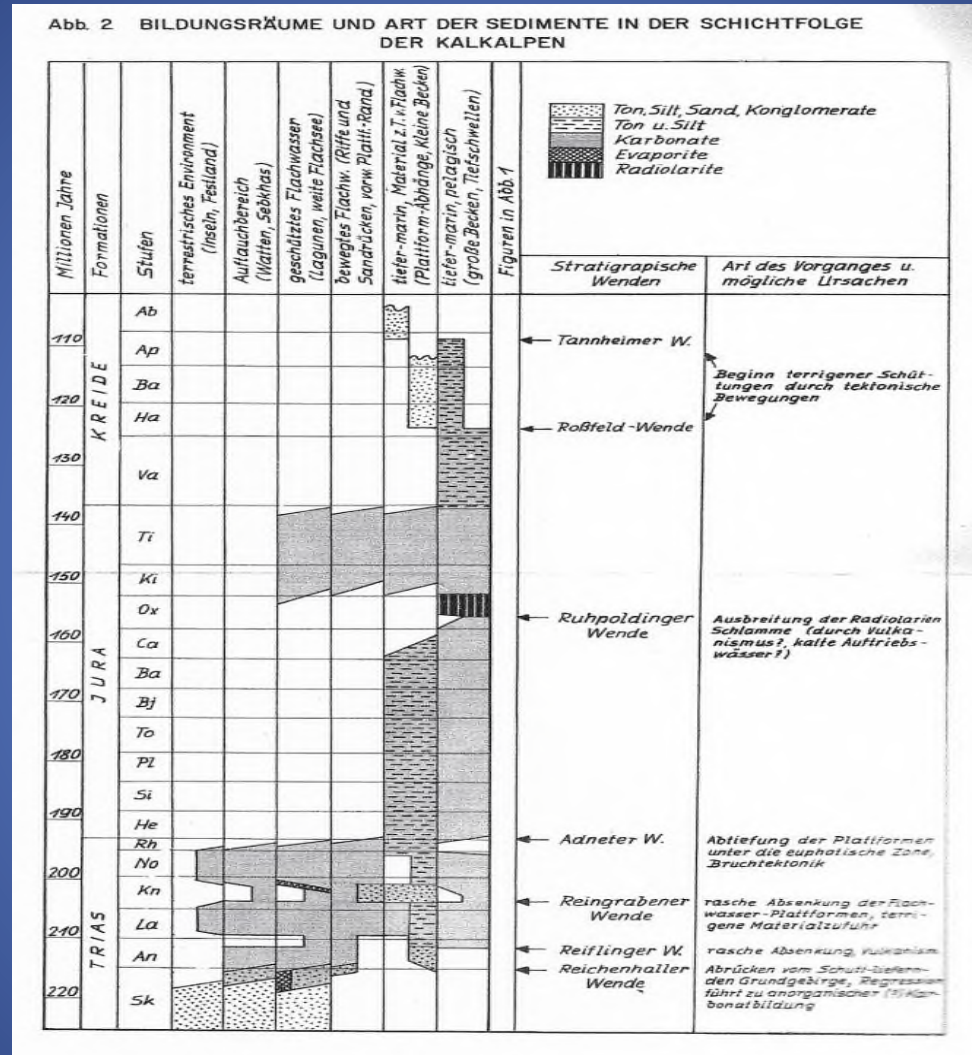 Abb. 2 BILDUNGSRÄUME UND ART DER SEDIMENTE IN DER SCHICHTFOLGE
DER KALKALPEN
Millionen Jahre
Formationen
Stufen
terrestrisches Environment
(Inseln, Festland)
Auftauchbereich
(Watten, Sebkhas)
geschütztes Flachwasser
(Lagunen, weite Flachsee)
bewegtes Flachw. (Riffe und
Sandrücken, vorw. Plattf.-Rand)
tiefer-marin, Material z.T. v. Flachw.
(Plattform-Abhänge, Kleine Becken)
tiefer-marin, pelagisch
(große Becken, Tiefschwellen)
Figuren in Abb. 1
Ton, Silt, Sand, Konglomerate
Ton u. Silt
Karbonate
Evaporite
Radiolarite
Stratigrapische
Wenden
Art des Vorganges u.
mögliche Ursachen
KREIDE
JURA
TRIAS
110
120
130
140
150
160
170
180
190
200
210
220
Ab
Ap
Ba
Ha
Va
Ti
Ki
Ox
Ca
Ba
Bj
To
Pl
Si
He
Rh
No
Kn
La
An
Sk
Tannheimer W.
Beginn terrigener Schüt-
tungen durch tektonische
Bewegungen
Roßfeld-Wende
Ruhpoldinger
Wende
Ausbreitung der Radiolarien
Schlamme (durch Vulka-
nismus?, kalte Auftriebs-
wässer?)
Adneter W.
Abtiefung der Plattformen
unter die euphotische Zone,
Bruchtektonik
Reingrabener
Wende
rasche Absenkung der Flach-
wasser-Plattformen, terri-
gene Materialzufuhr
Reiflinger W.
rasche Absenkung, Vulkanism.
Reichenhaller
Wende
Abrücken vom Schutt-liefern-
den Grundgebirge, Regression
führt zu anorganischer (?) Kar-
bonatbildung